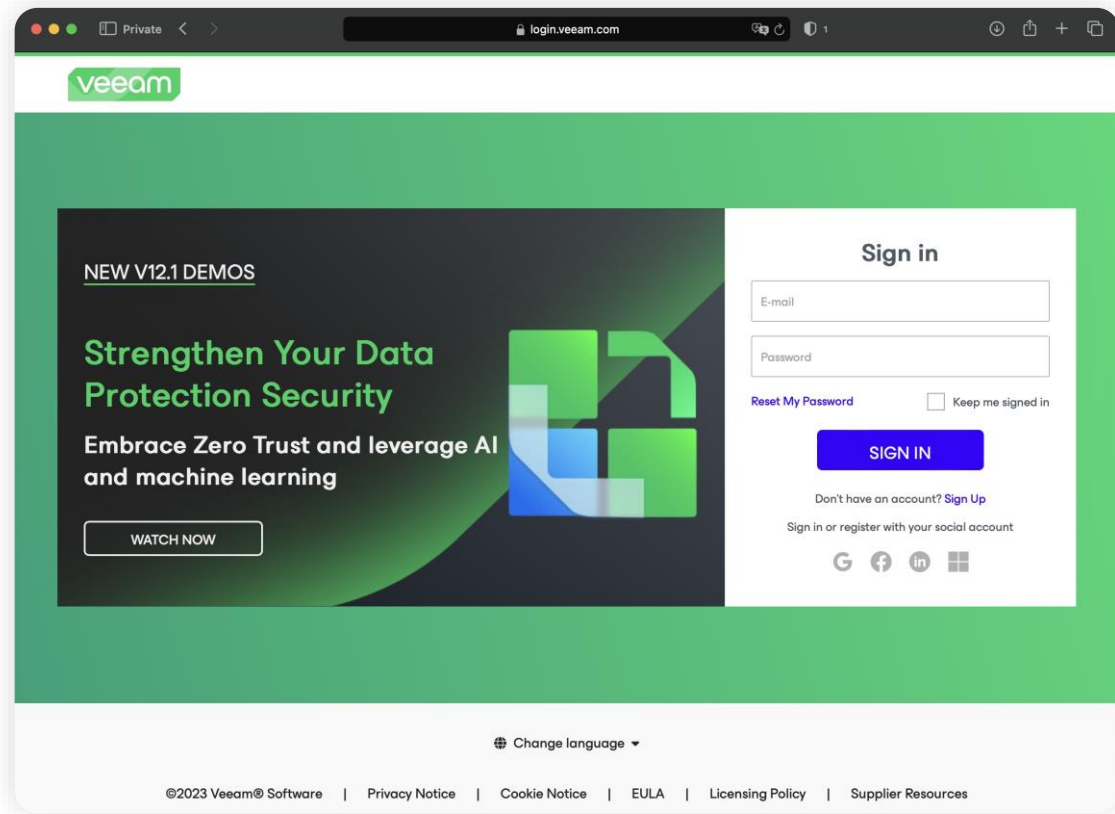 Private
login.veeam.com
1
veeam
NEW V12.1 DEMOS
Strengthen Your Data
Protection Security
Embrace Zero Trust and leverage AI
and machine learning
WATCH NOW
Sign in
E-mail
Password
Reset My Password
Keep me signed in
SIGN IN
Don't have an account? Sign Up
Sign in or register with your social account
Change language
©2023 Veeam® Software | Privacy Notice | Cookie Notice | EULA | Licensing Policy | Supplier Resources